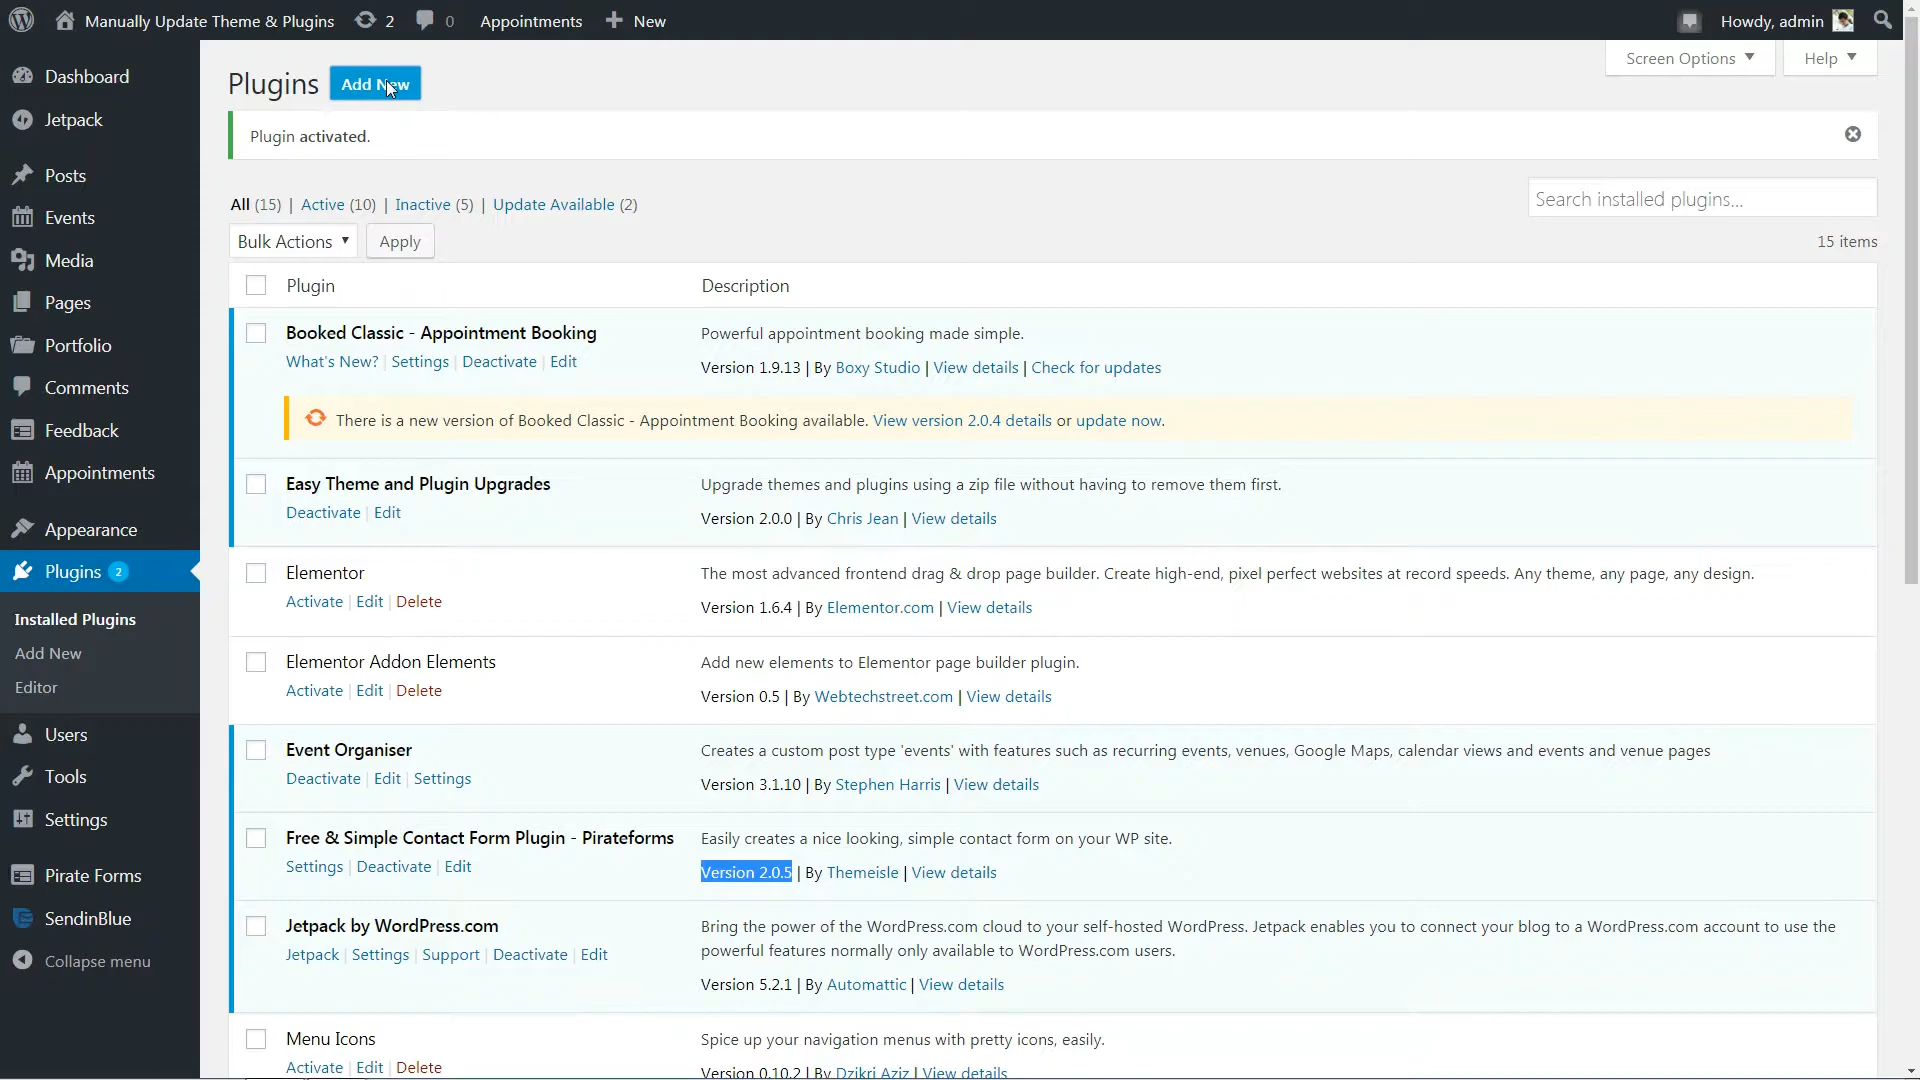 Manually Update Theme & Plugins 2 0 Appointments + New Howdy, admin
Dashboard
Jetpack
Posts
Events
Media
Pages
Portfolio
Comments
Feedback
Appointments
Appearance
Plugins 2
Installed Plugins
Add New
Editor
Users
Tools
Settings
Pirate Forms
SendinBlue
Collapse menu
Screen Options ▼ Help ▼
Plugins Add New
Plugin activated.
All (15) | Active (10) | Inactive (5) | Update Available (2)
Search installed plugins...
Bulk Actions ▼ Apply 15 items
Plugin Description
Booked Classic - Appointment Booking Powerful appointment booking made simple.
What's New? | Settings | Deactivate | Edit Version 1.9.13 | By Boxy Studio | View details | Check for updates
There is a new version of Booked Classic - Appointment Booking available. View version 2.0.4 details or update now.
Easy Theme and Plugin Upgrades Upgrade themes and plugins using a zip file without having to remove them first.
Deactivate | Edit Version 2.0.0 | By Chris Jean | View details
Elementor The most advanced frontend drag & drop page builder. Create high-end, pixel perfect websites at record speeds. Any theme, any page, any design.
Activate | Edit | Delete Version 1.6.4 | By Elementor.com | View details
Elementor Addon Elements Add new elements to Elementor page builder plugin.
Activate | Edit | Delete Version 0.5 | By Webtechstreet.com | View details
Event Organiser Creates a custom post type 'events' with features such as recurring events, venues, Google Maps, calendar views and events and venue pages
Deactivate | Edit | Settings Version 3.1.10 | By Stephen Harris | View details
Free & Simple Contact Form Plugin - Pirateforms Easily creates a nice looking, simple contact form on your WP site.
Settings | Deactivate | Edit Version 2.0.5 | By Themeisle | View details
Jetpack by WordPress.com Bring the power of the WordPress.com cloud to your self-hosted WordPress. Jetpack enables you to connect your blog to a WordPress.com account to use the
powerful features normally only available to WordPress.com users.
Jetpack | Settings | Support | Deactivate | Edit Version 5.2.1 | By Automattic | View details
Menu Icons Spice up your navigation menus with pretty icons, easily.
Activate | Edit | Delete Version 0.10.2 | By Dzikri Aziz | View details